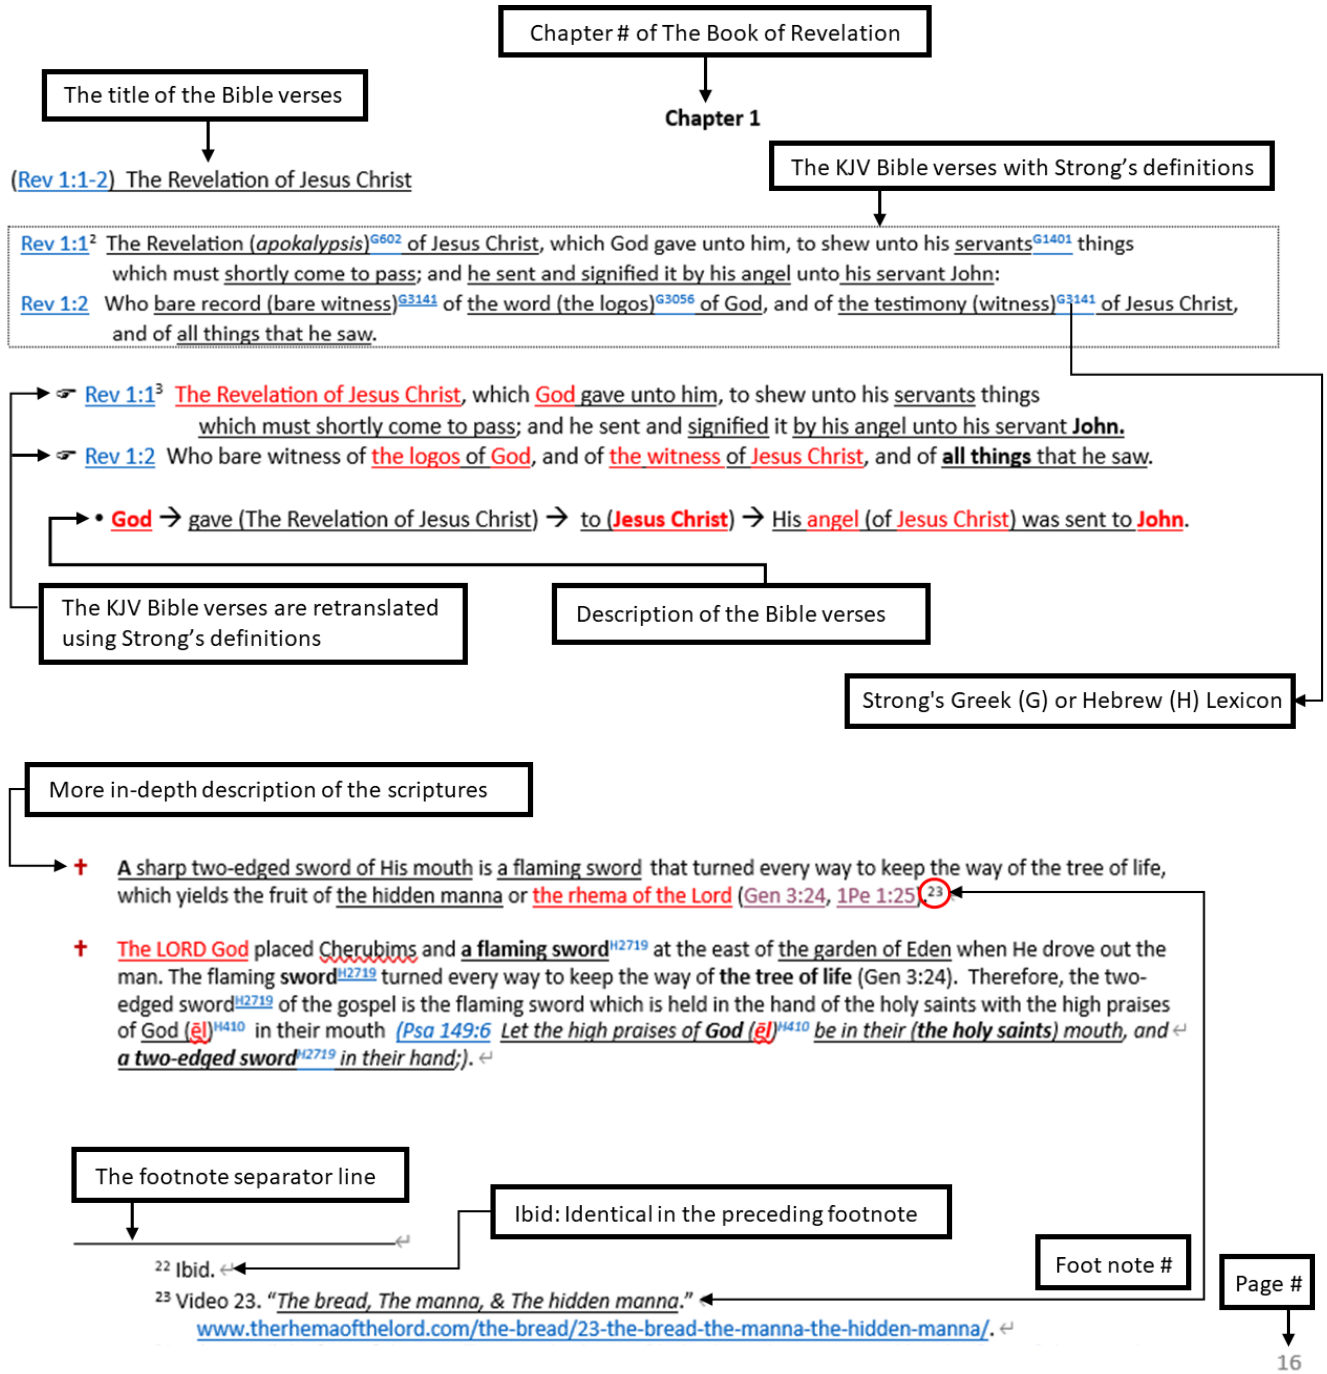 Chapter # of The Book of Revelation
The title of the Bible verses
Chapter 1
The KJV Bible verses with Strong's definitions
(Rev 1:1-2)  The Revelation of Jesus Christ
Rev 1:1²  The Revelation (apokalypsis)G602 of Jesus Christ, which God gave unto him, to shew unto his servantsG1401 things
which must shortly come to pass; and he sent and signified it by his angel unto his servant John:
Rev 1:2  Who bare record (bare witness)G3141 of the word (the logos)G3056 of God, and of the testimony (witness)G3141 of Jesus Christ,
and of all things that he saw.
☞ Rev 1:1³  The Revelation of Jesus Christ, which God gave unto him, to shew unto his servants things
which must shortly come to pass; and he sent and signified it by his angel unto his servant John.
☞ Rev 1:2  Who bare witness of the logos of God, and of the witness of Jesus Christ, and of all things that he saw.
• God → gave (The Revelation of Jesus Christ) → to (Jesus Christ) → His angel (of Jesus Christ) was sent to John.
The KJV Bible verses are retranslated
using Strong's definitions
Description of the Bible verses
Strong's Greek (G) or Hebrew (H) Lexicon
More in-depth description of the scriptures
✝ A sharp two-edged sword of His mouth is a flaming sword that turned every way to keep the way of the tree of life,
which yields the fruit of the hidden manna or the rhema of the Lord (Gen 3:24, 1Pe 1:25).²³
✝ The LORD God placed Cherubims and a flaming swordH2719 at the east of the garden of Eden when He drove out the
man. The flaming swordH2719 turned every way to keep the way of the tree of life (Gen 3:24).  Therefore, the two-
edged swordH2719 of the gospel is the flaming sword which is held in the hand of the holy saints with the high praises
of God (ēl)H410 in their mouth (Psa 149:6 Let the high praises of God (ēl)H410 be in their (the holy saints) mouth, and ↵
a two-edged swordH2719 in their hand;). ↵
The footnote separator line
Ibid: Identical in the preceding footnote
↵
Foot note #
²² Ibid. ↵
Page #
²³ Video 23. “The bread, The manna, & The hidden manna.”
www.therhemaofthelord.com/the-bread/23-the-bread-the-manna-the-hidden-manna/. ↵
16